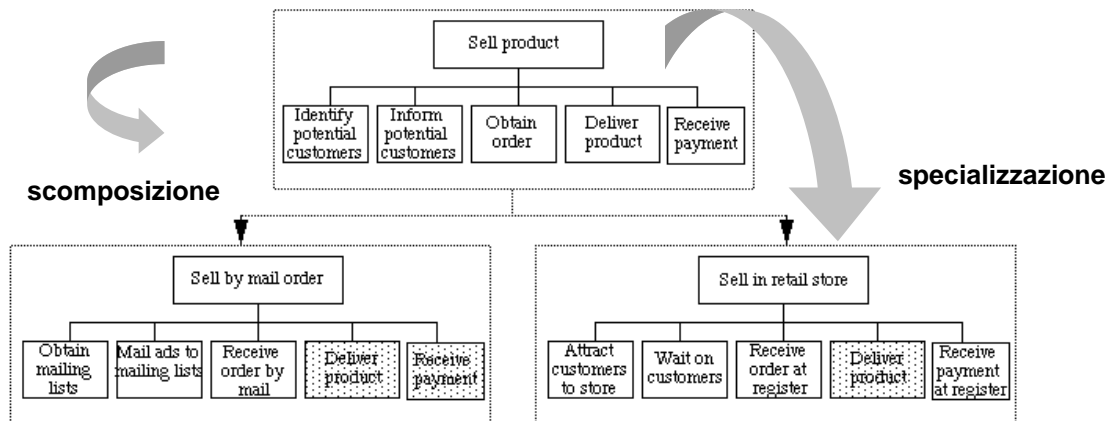 Sell product
Identify
potential
customers
Inform
potential
customers
Obtain
order
Deliver
product
Receive
payment
scomposizione
specializzazione
Sell by mail order
Obtain
mailing
lists
Mail ads to
mailing lists
Receive
order by
mail
Deliver
product
Receive
payment
Sell in retail store
Attract
customers
to store
Wait on
customers
Receive
order at
register
Deliver
product
Receive
payment
at register